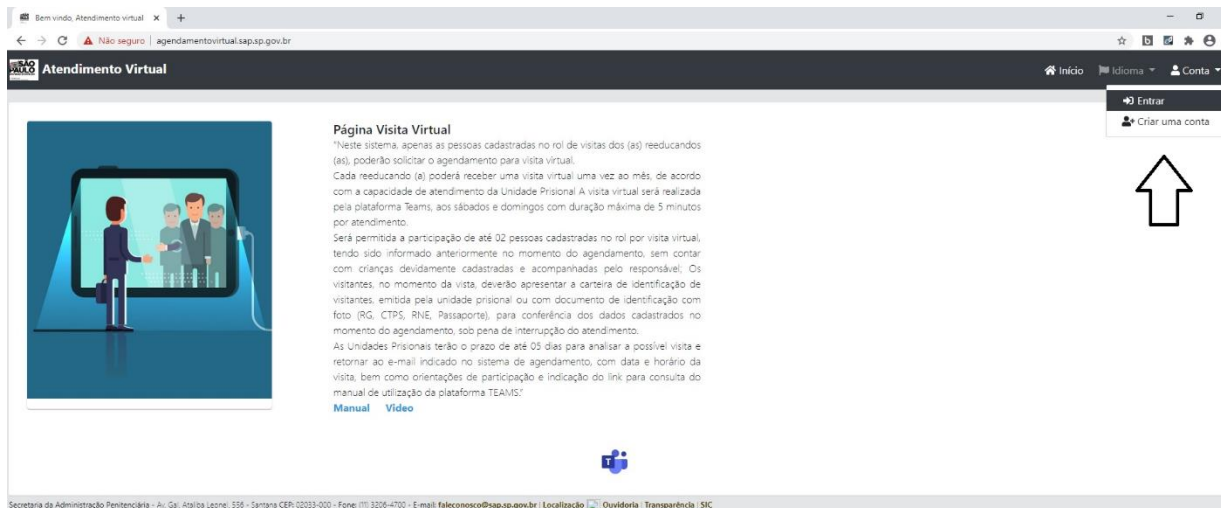 Bem vindo, Atendimento virtual
Não seguro | agendamentovirtual.sap.sp.gov.br
SÃO PAULO
Atendimento Virtual
Início
Idioma
Conta
Entrar
Criar uma conta
Página Visita Virtual
"Neste sistema, apenas as pessoas cadastradas no rol de visitas dos (as) reeducandos
(as), poderão solicitar o agendamento para visita virtual.
Cada reeducando (a) poderá receber uma visita virtual uma vez ao mês, de acordo
com a capacidade de atendimento da Unidade Prisional A visita virtual será realizada
pela plataforma Teams, aos sábados e domingos com duração máxima de 5 minutos
por atendimento.
Será permitida a participação de até 02 pessoas cadastradas no rol por visita virtual,
tendo sido informado anteriormente no momento do agendamento, sem contar
com crianças devidamente cadastradas e acompanhadas pelo responsável; Os
visitantes, no momento da vista, deverão apresentar a carteira de identificação de
visitantes, emitida pela unidade prisional ou com documento de identificação com
foto (RG, CTPS, RNE, Passaporte), para conferência dos dados cadastrados no
momento do agendamento, sob pena de interrupção do atendimento.
As Unidades Prisionais terão o prazo de até 05 dias para analisar a possível visita e
retornar ao e-mail indicado no sistema de agendamento, com data e horário da
visita, bem como orientações de participação e indicação do link para consulta do
manual de utilização da plataforma TEAMS."
Manual Video
T
Secretaria da Administração Penitenciária - Av. Gal. Ataliba Leonel, 556 - Santana CEP: 02033-000 - Fone: (11) 3206-4700 - E-mail: faleconosco@sap.sp.gov.br | Localização Ouvidoria | Transparência | SIC